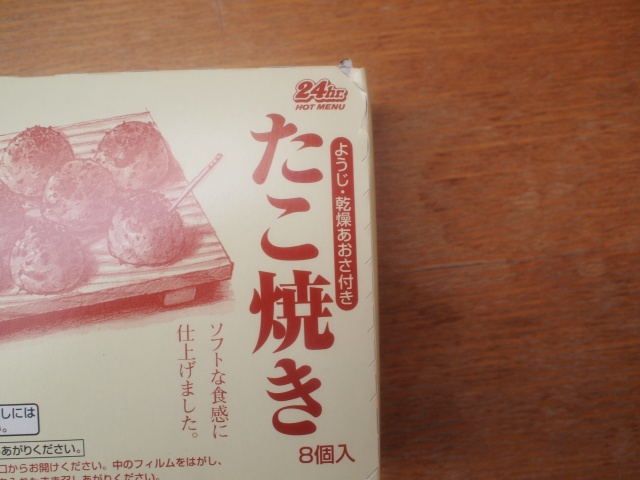 24hr.
HOT MENU
ようじ・乾燥あおさ付き
たこ焼き
ソフトな食感に
仕上げました。
8個入
しには
あがりください。
口からお開けください。中のフィルムをはがし、